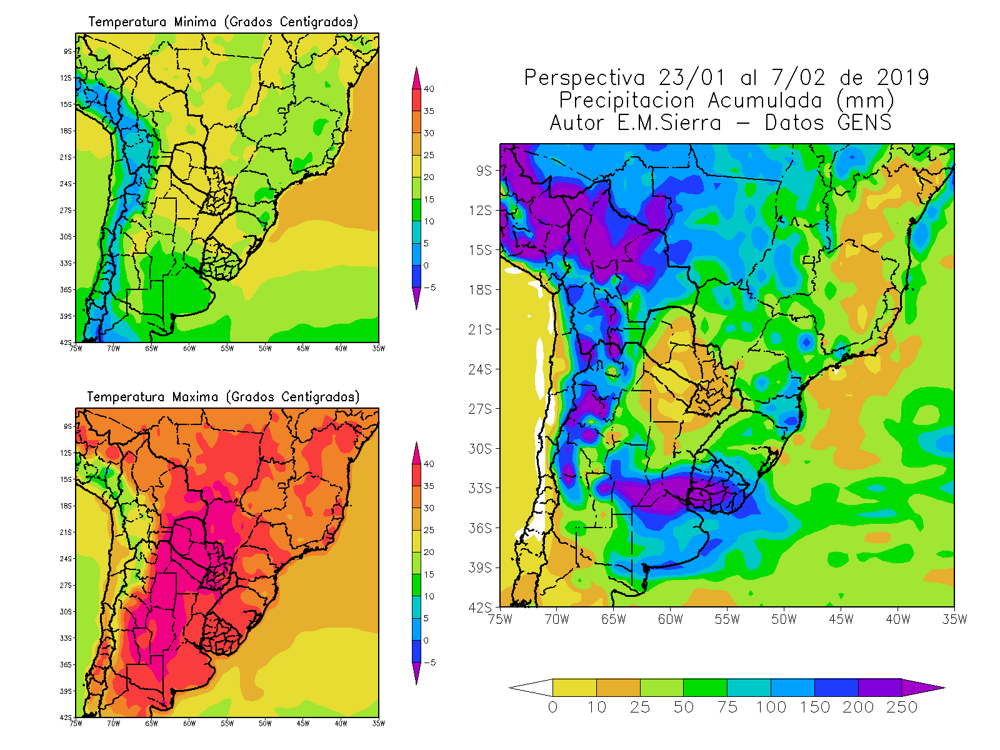 Temperatura Minima (Grados Centigrados)
9S
12S
15S
18S
21S
24S
27S
30S
33S
36S
39S
42S
75W 70W 65W 60W 55W 50W 45W 40W 35W
40
35
30
25
20
15
10
5
0
-5
Perspectiva 23/01 al 7/02 de 2019
Precipitacion Acumulada (mm)
Autor E.M.Sierra - Datos GENS
9S
12S
15S
18S
21S
24S
27S
30S
33S
36S
39S
42S
75W 70W 65W 60W 55W 50W 45W 40W 35W
0 10 25 50 75 100 150 200 250
Temperatura Maxima (Grados Centigrados)
9S
12S
15S
18S
21S
24S
27S
30S
33S
36S
39S
42S
75W 70W 65W 60W 55W 50W 45W 40W 35W
40
35
30
25
20
15
10
5
0
-5